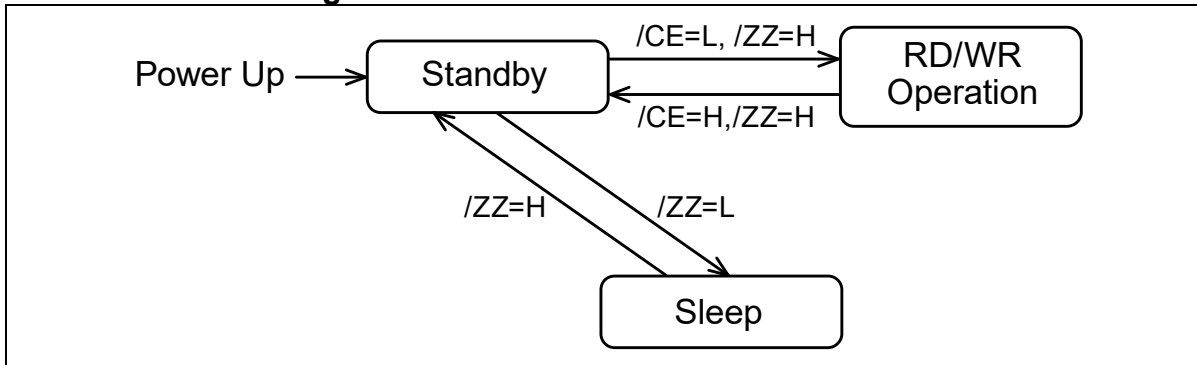 /CE=L, /ZZ=H
RD/WR
Operation
Power Up
Standby
/CE=H,/ZZ=H
/ZZ=H
/ZZ=L
Sleep